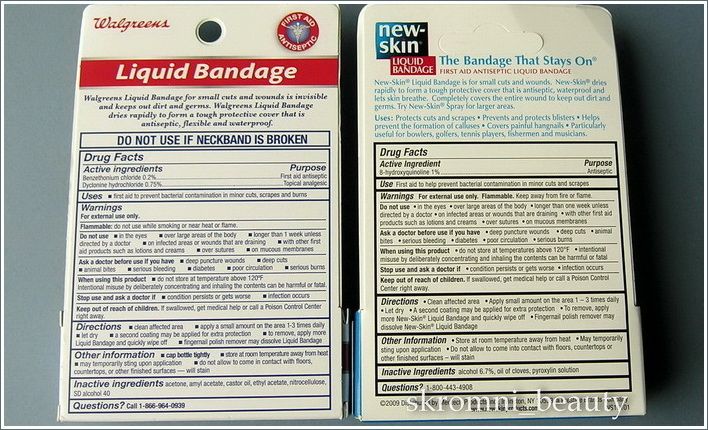 Walgreens
FIRST AID
ANTISEPTIC
Liquid Bandage
Walgreens Liquid Bandage for small cuts and wounds is invisible
and keeps out dirt and germs. Walgreens Liquid Bandage
dries rapidly to form a tough protective cover that is
antiseptic, flexible and waterproof.
DO NOT USE IF NECKBAND IS BROKEN
Drug Facts
Active ingredients Purpose
Benzethonium chloride 0.2% First aid antiseptic
Dyclonine hydrochloride 0.75% Topical analgesic
Uses ■ first aid to prevent bacterial contamination in minor cuts, scrapes and burns
Warnings
For external use only.
Flammable: do not use while smoking or near heat or flame.
Do not use ■ in the eyes ■ over large areas of the body ■ longer than 1 week unless
directed by a doctor ■ on infected areas or wounds that are draining ■ with other first
aid products such as lotions and creams ■ over sutures ■ on mucous membranes
Ask a doctor before use if you have ■ deep puncture wounds ■ deep cuts
■ animal bites ■ serious bleeding ■ diabetes ■ poor circulation ■ serious burns
When using this product ■ do not store at temperatures above 120°F
Intentional misuse by deliberately concentrating and inhaling the contents can be harmful or fatal.
Stop use and ask a doctor if ■ condition persists or gets worse ■ infection occurs
Keep out of reach of children. If swallowed, get medical help or call a Poison Control Center
right away.
Directions ■ clean affected area ■ apply a small amount on the area 1-3 times daily
■ let dry ■ a second coating may be applied for extra protection ■ to remove, apply
more Liquid Bandage and quickly wipe off ■ fingernail polish remover may dissolve Liquid Bandage
Other information ■ cap bottle tightly ■ store at room temperature away from heat
■ may temporarily sting upon application ■ do not allow to come in contact with floors,
countertops, or other finished surfaces — will stain
Inactive ingredients acetone, amyl acetate, castor oil, ethyl acetate, nitrocellulose,
SD alcohol 40
Questions? Call 1-866-964-0939
new-
skin®
LIQUID
BANDAGE
The Bandage That Stays On®
FIRST AID ANTISEPTIC LIQUID BANDAGE
New-Skin® Liquid Bandage is for small cuts and wounds. New-Skin® dries
rapidly to form a tough protective cover that is antiseptic, waterproof and
lets skin breathe. Completely covers the entire wound to keep out dirt and
germs. Try New-Skin® Spray for larger areas.
Uses: Protects cuts and scrapes • Prevents and protects blisters • Helps
prevent the formation of calluses • Covers painful hangnails • Particularly
useful for bowlers, golfers, tennis players, fishermen and musicians.
Drug Facts
Active Ingredient Purpose
8-hydroxyquinoline 1% Antiseptic
Use First aid to help prevent bacterial contamination in minor cuts and scrapes
Warnings For external use only. Flammable. Keep away from fire or flame.
Do not use • in the eyes • over large areas of the body • longer than one week unless
directed by a doctor • on infected areas or wounds that are draining • with other first aid
products such as lotions and creams • over sutures • on mucous membranes
Ask a doctor before use if you have • deep puncture wounds • deep cuts • animal
bites • serious bleeding • diabetes • poor circulation • serious burns
When using this product • do not store at temperatures above 120°F • intentional
misuse by deliberately concentrating and inhaling the contents can be harmful or fatal
Stop use and ask a doctor if • condition persists or gets worse • infection occurs
Keep out of reach of children. If swallowed, get medical help or call a Poison Control
Center right away.
Directions • Clean affected area • Apply small amount on the area 1 – 3 times daily
• Let dry • A second coating may be applied for extra protection • To remove, apply
more New-Skin® Liquid Bandage and quickly wipe off • Fingernail polish remover may
dissolve New-Skin® Liquid Bandage
Other Information • Store at room temperature away from heat • May temporarily
sting upon application • Do not allow to come into contact with floors, countertops or
other finished surfaces — will stain
Inactive Ingredients alcohol 6.7%, oil of cloves, pyroxylin solution
Questions? 1-800-443-4908
©2009 Dist. by
skromni_beauty